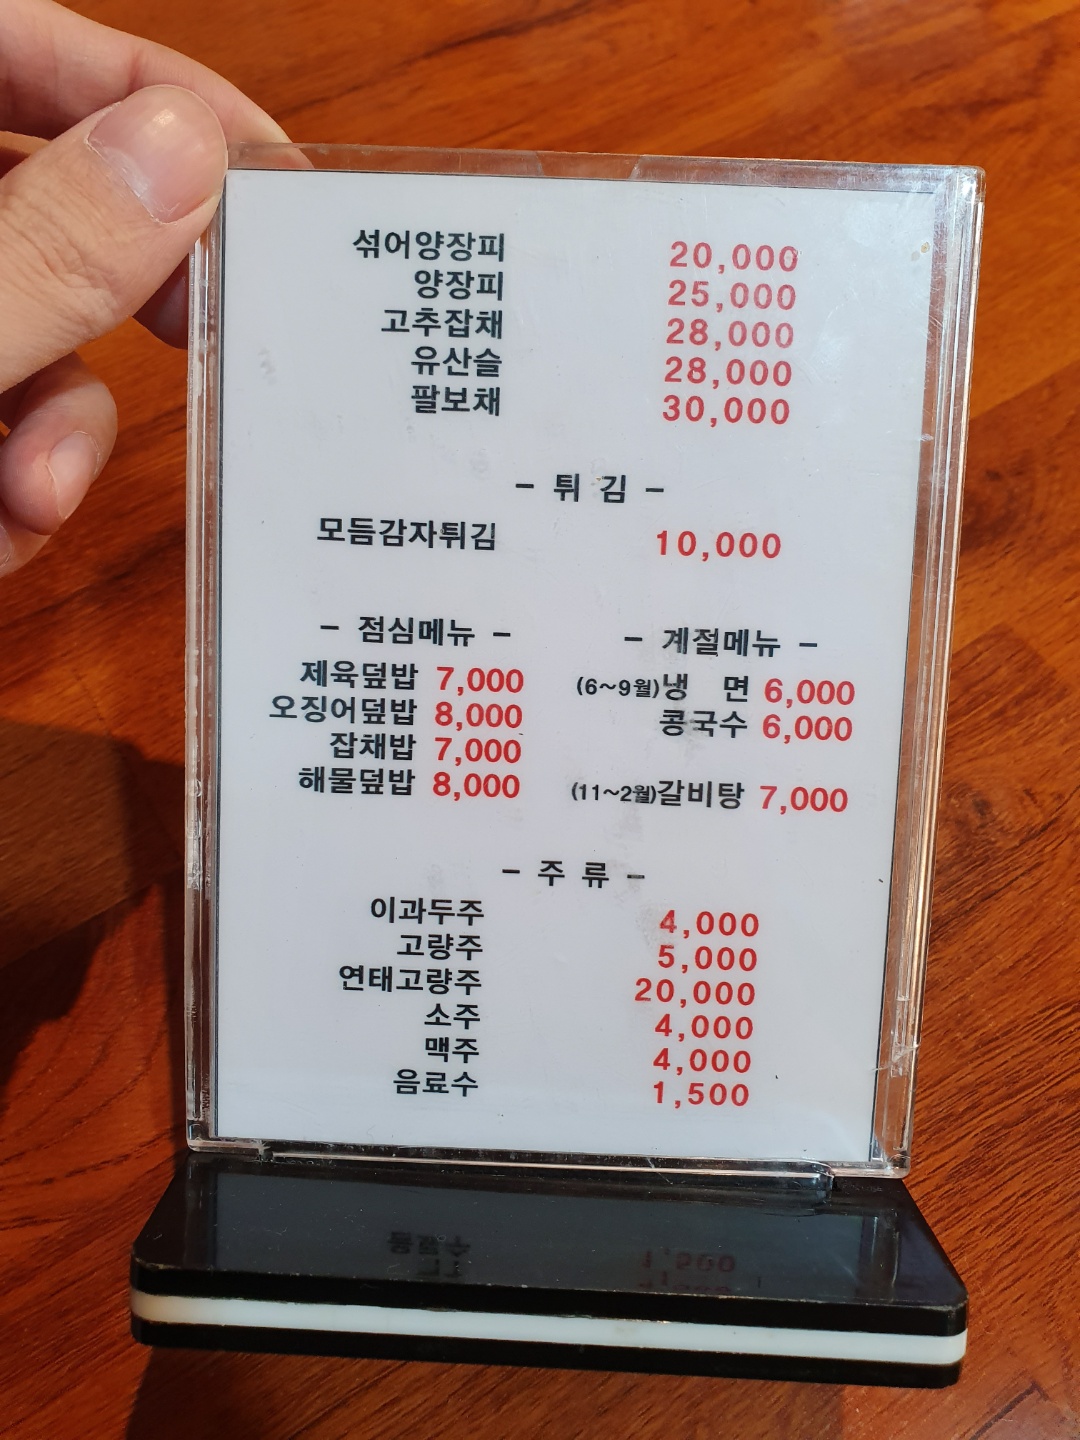 섞어양장피 20,000
양장피 25,000
고추잡채 28,000
유산슬 28,000
팔보채 30,000
- 튀 김 -
모듬감자튀김 10,000
- 점심메뉴 -
제육덮밥 7,000
오징어덮밥 8,000
잡채밥 7,000
해물덮밥 8,000
- 계절메뉴 -
(6~9월)냉 면 6,000
콩국수 6,000
(11~2월)갈비탕 7,000
- 주 류 -
이과두주 4,000
고량주 5,000
연태고량주 20,000
소주 4,000
맥주 4,000
음료수 1,500